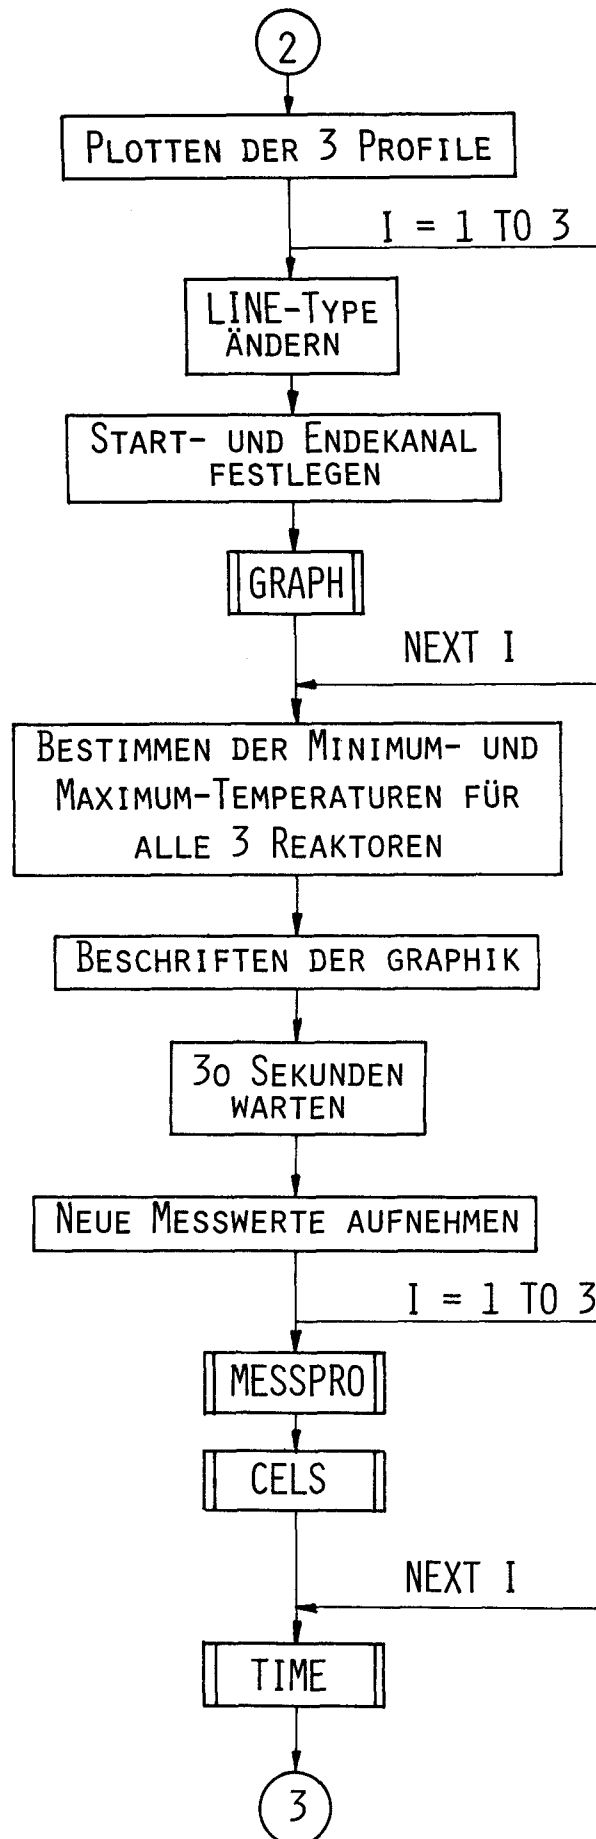 2
PLOTTEN DER 3 PROFILE
I = 1 TO 3
LINE-TYPE
ÄNDERN
START- UND ENDEKANAL
FESTLEGEN
GRAPH
NEXT I
BESTIMMEN DER MINIMUM- UND
MAXIMUM-TEMPERATUREN FÜR
ALLE 3 REAKTOREN
BESCHRIFTEN DER GRAPHIK
30 SEKUNDEN
WARTEN
NEUE MESSWERTE AUFNEHMEN
I = 1 TO 3
MESSPRO
CELS
NEXT I
TIME
3